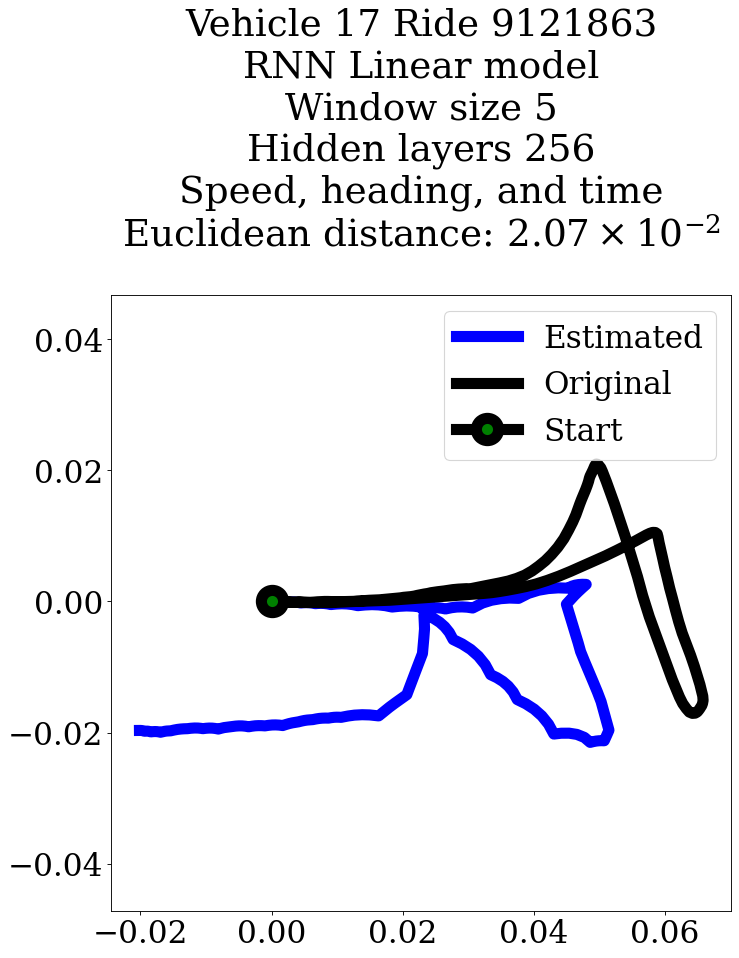 Vehicle 17 Ride 9121863
RNN Linear model
Window size 5
Hidden layers 256
Speed, heading, and time
Euclidean distance: 2.07 × 10⁻²
Estimated
Original
Start
0.04
0.02
0.00
−0.02
−0.04
−0.02 0.00 0.02 0.04 0.06